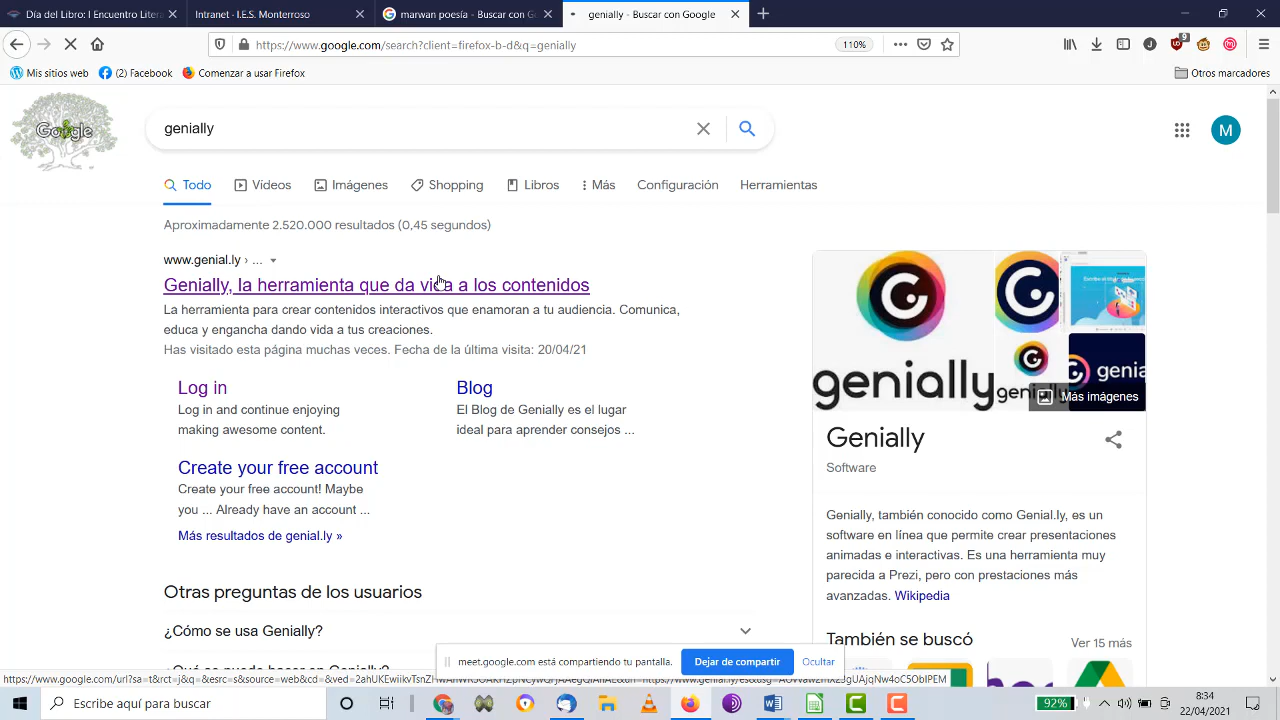 Día del Libro: I Encuentro Litera
Intranet - I.E.S. Monterroso
marwan poesía - Buscar con G
genially - Buscar con Google
https://www.google.com/search?client=firefox-b-d&q=genially
110%
9
Mis sitios web
(2) Facebook
Comenzar a usar Firefox
Otros marcadores
Google
genially
M
Todo
Vídeos
Imágenes
Shopping
Libros
Más
Configuración
Herramientas
Aproximadamente 2.520.000 resultados (0,45 segundos)
www.genial.ly › ...
Genially, la herramienta que da vida a los contenidos
La herramienta para crear contenidos interactivos que enamoran a tu audiencia. Comunica,
educa y engancha dando vida a tus creaciones.
Has visitado esta página muchas veces. Fecha de la última visita: 20/04/21
Log in
Log in and continue enjoying
making awesome content.
Blog
El Blog de Genially es el lugar
ideal para aprender consejos ...
Create your free account
Create your free account! Maybe
you ... Already have an account ...
Más resultados de genial.ly »
Otras preguntas de los usuarios
¿Cómo se usa Genially?
genially
genially
genia
Más imágenes
Genially
Software
Genially, también conocido como Genial.ly, es un
software en línea que permite crear presentaciones
animadas e interactivas. Es una herramienta muy
parecida a Prezi, pero con prestaciones más
avanzadas. Wikipedia
También se buscó
Ver 15 más
meet.google.com está compartiendo tu pantalla.
Dejar de compartir
Ocultar
Escribe aquí para buscar
92%
8:34
22/04/2021